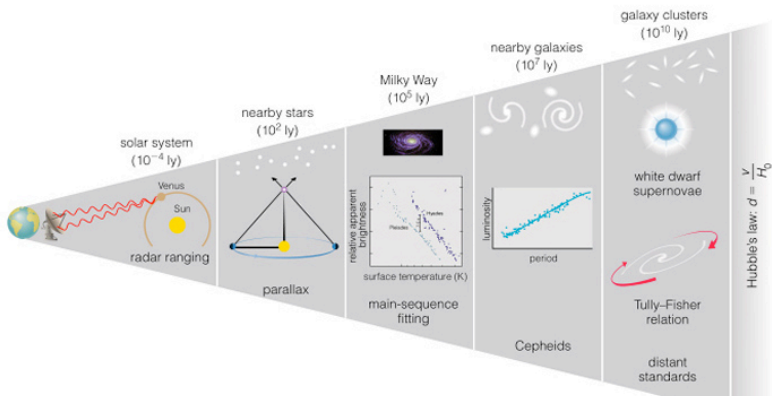 solar system
(10⁻⁴ ly)
Venus
Sun
radar ranging
nearby stars
(10² ly)
parallax
Milky Way
(10⁵ ly)
relative apparent
brightness
Hyades
Pleiades
surface temperature (K)
main-sequence
fitting
nearby galaxies
(10⁷ ly)
luminosity
period
Cepheids
galaxy clusters
(10¹⁰ ly)
white dwarf
supernovae
Tully–Fisher
relation
distant
standards
Hubble's law: d = v/H₀